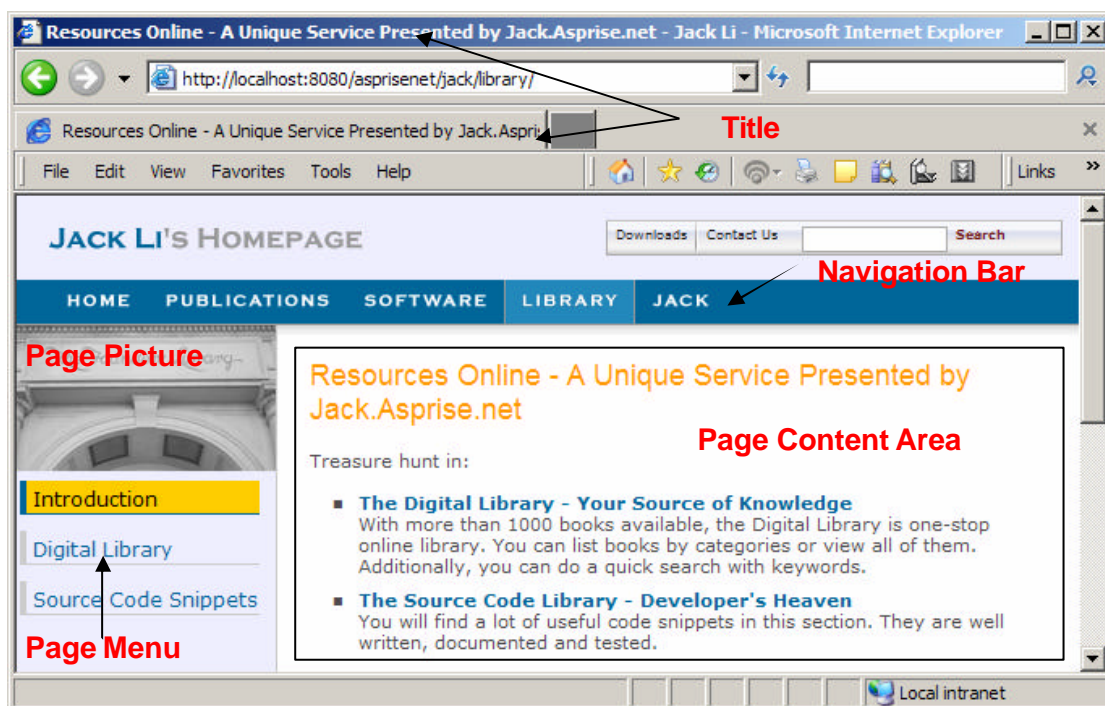 Resources Online - A Unique Service Presented by Jack.Asprise.net - Jack Li - Microsoft Internet Explorer
http://localhost:8080/asprisenet/jack/library/
Resources Online - A Unique Service Presented by Jack.Aspris
Title
File Edit View Favorites Tools Help Links »
JACK LI'S HOMEPAGE
Downloads Contact Us Search
Navigation Bar
HOME PUBLICATIONS SOFTWARE LIBRARY JACK
Page Picture
Resources Online - A Unique Service Presented by
Jack.Asprise.net
Page Content Area
Treasure hunt in:
Introduction
Digital Library
Source Code Snippets
Page Menu
The Digital Library - Your Source of Knowledge
With more than 1000 books available, the Digital Library is one-stop
online library. You can list books by categories or view all of them.
Additionally, you can do a quick search with keywords.
The Source Code Library - Developer's Heaven
You will find a lot of useful code snippets in this section. They are well
written, documented and tested.
Local intranet